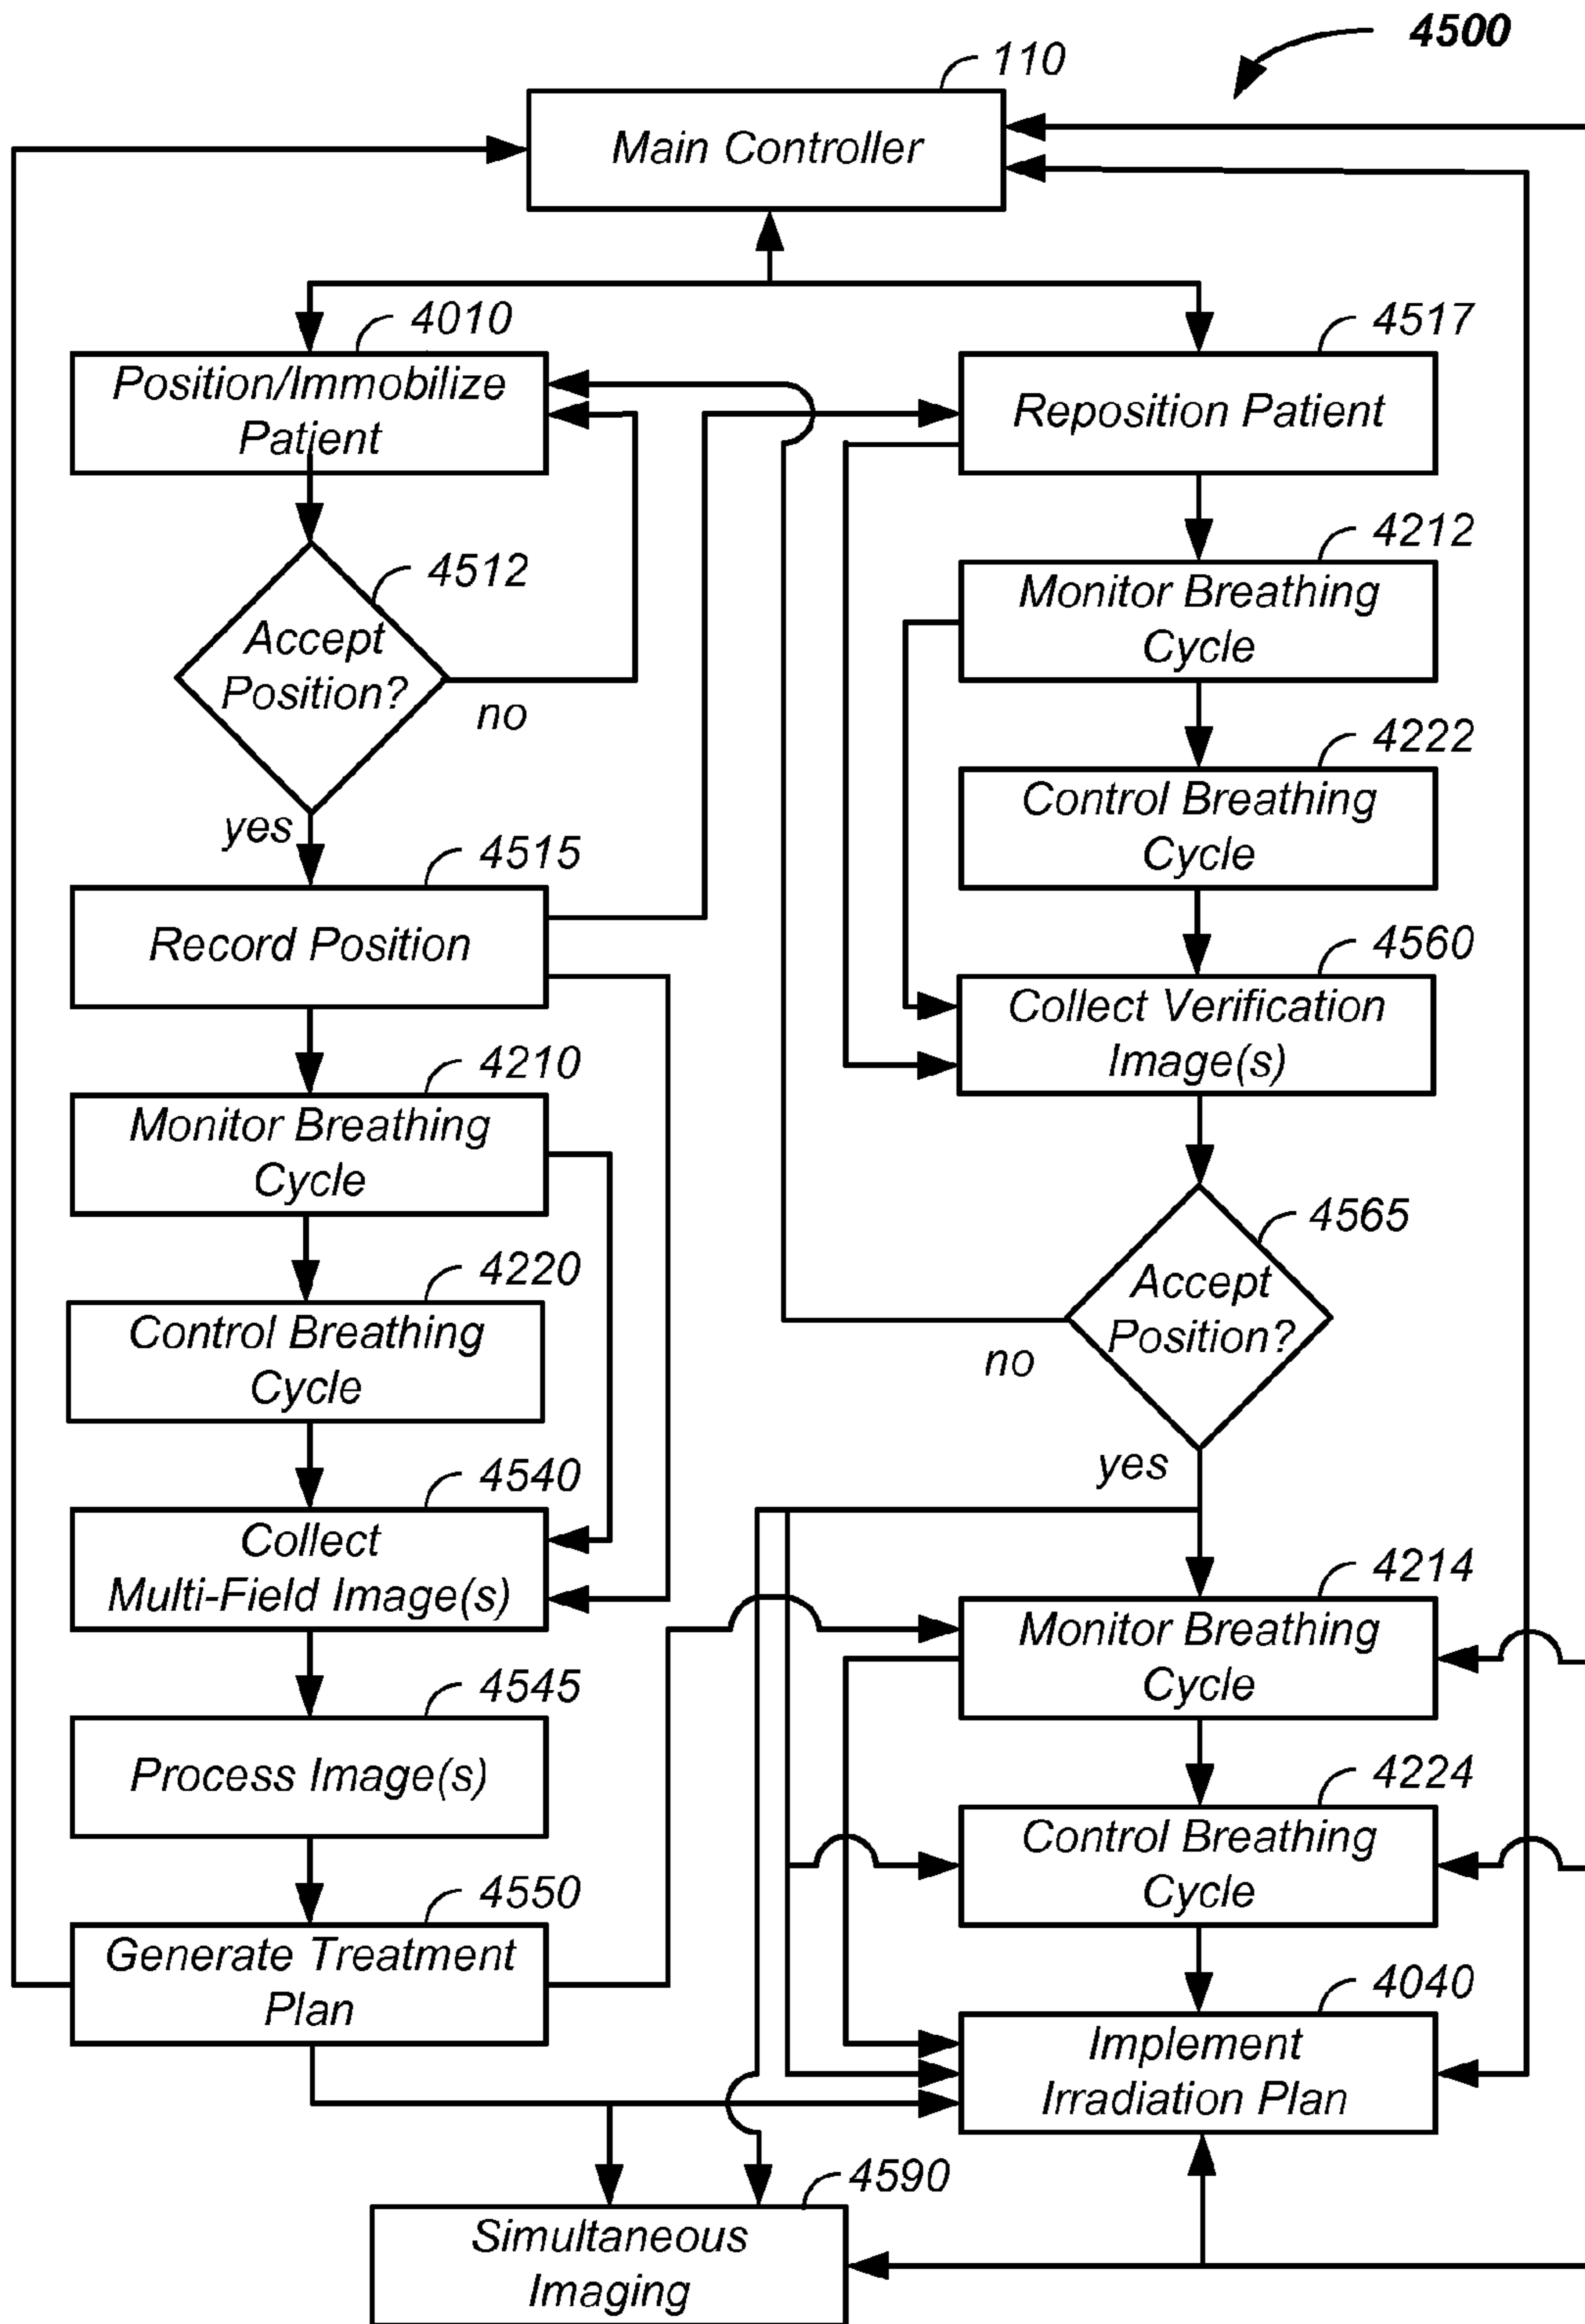 4500
110
Main Controller
4010
Position/Immobilize
Patient
4512
Accept
Position?
no
yes
4515
Record Position
4210
Monitor Breathing
Cycle
4220
Control Breathing
Cycle
4540
Collect
Multi-Field Image(s)
4545
Process Image(s)
4550
Generate Treatment
Plan
4517
Reposition Patient
4212
Monitor Breathing
Cycle
4222
Control Breathing
Cycle
4560
Collect Verification
Image(s)
4565
Accept
Position?
no
yes
4214
Monitor Breathing
Cycle
4224
Control Breathing
Cycle
4040
Implement
Irradiation Plan
4590
Simultaneous
Imaging